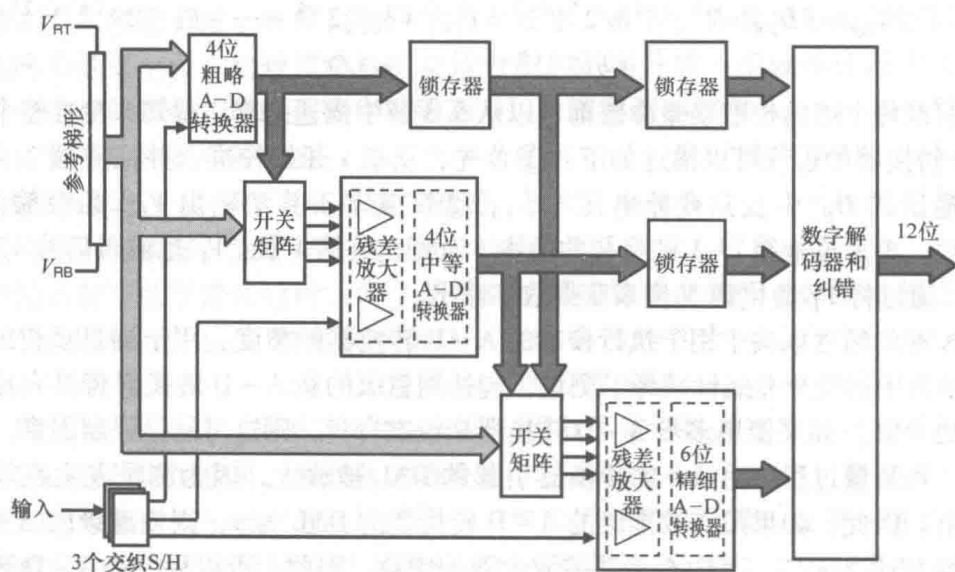 V_RT
参考梯形
V_RB
4位
粗略
A-D
转换器
锁存器
锁存器
开关
矩阵
残差放大器
4位
中等
A-D
转换器
锁存器
数字解
码器和
纠错
12位
开关
矩阵
残差放大器
6位
精细
A-D
转换器
输入
3个交织S/H